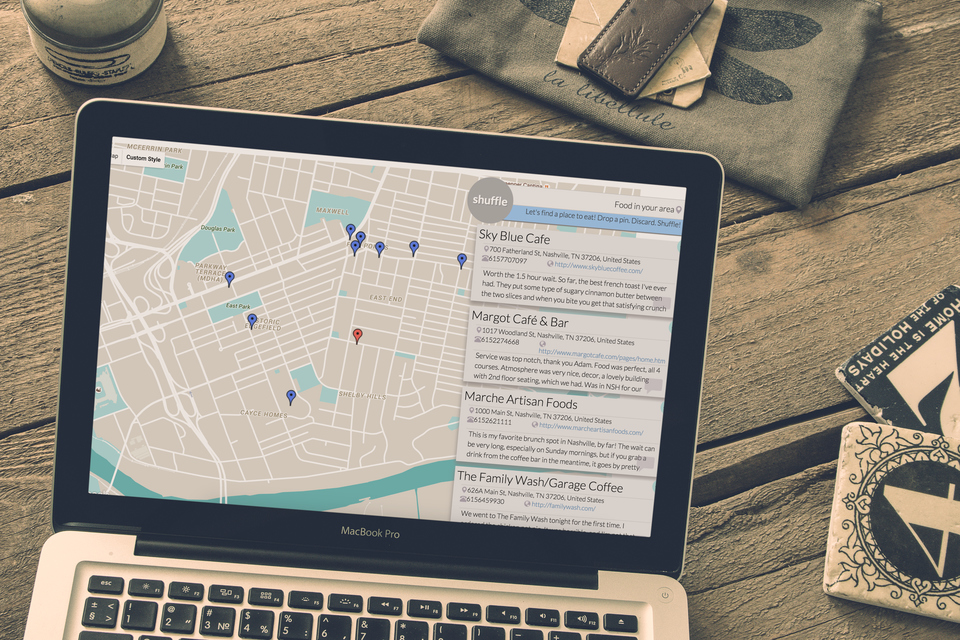 la libellule
MCFERRIN PARK
ap Custom Style
Douglas Park
MAXWELL
PARKWAY
TERRACE
(MDHA)
East Park
EDGEFIELD
EAST END
SHELBY HILLS
CAYCE HOMES
shuffle
Food in your area
Let's find a place to eat! Drop a pin. Discard. Shuffle!
Sky Blue Cafe
700 Fatherland St, Nashville, TN 37206, United States
6157707097
http://www.skybluecoffee.com/
Worth the 1.5 hour wait. So far, the best french toast I've ever
had. They put some type of sugary cinnamon butter between
the two slices and when you bite you get that satisfying crunch
Margot Café & Bar
1017 Woodland St, Nashville, TN 37206, United States
6152274668
http://www.margotcafe.com/pages/home.htm
Service was top notch, thank you Adam. Food was perfect, all 4
courses. Atmosphere was very nice, decor, a lovely building
with 2nd floor seating, which we had. Was in NSH for our
Marche Artisan Foods
1000 Main St, Nashville, TN 37206, United States
6152621111
http://www.marcheartisanfoods.com/
This is my favorite brunch spot in Nashville, by far! The wait can
be very long, especially on Sunday mornings, but if you grab a
drink from the coffee bar in the meantime, it goes by pretty
The Family Wash/Garage Coffee
626A Main St, Nashville, TN 37206, United States
6156459930
http://familywash.com/
We went to The Family Wash tonight for the first time. I
HOME IS THE HEART
OF THE HOLIDAYS
MacBook Pro
esc